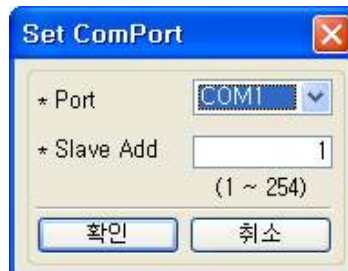 Set ComPort
* Port COM1
* Slave Add 1
(1 ~ 254)
확인 취소